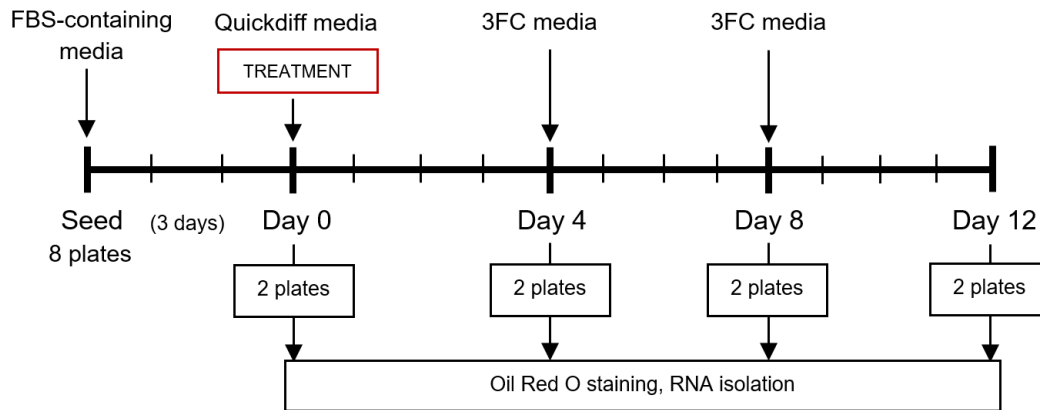 FBS-containing
media
Quickdiff media
3FC media
3FC media
TREATMENT
Seed
(3 days)
Day 0
Day 4
Day 8
Day 12
8 plates
2 plates
2 plates
2 plates
2 plates
Oil Red O staining, RNA isolation